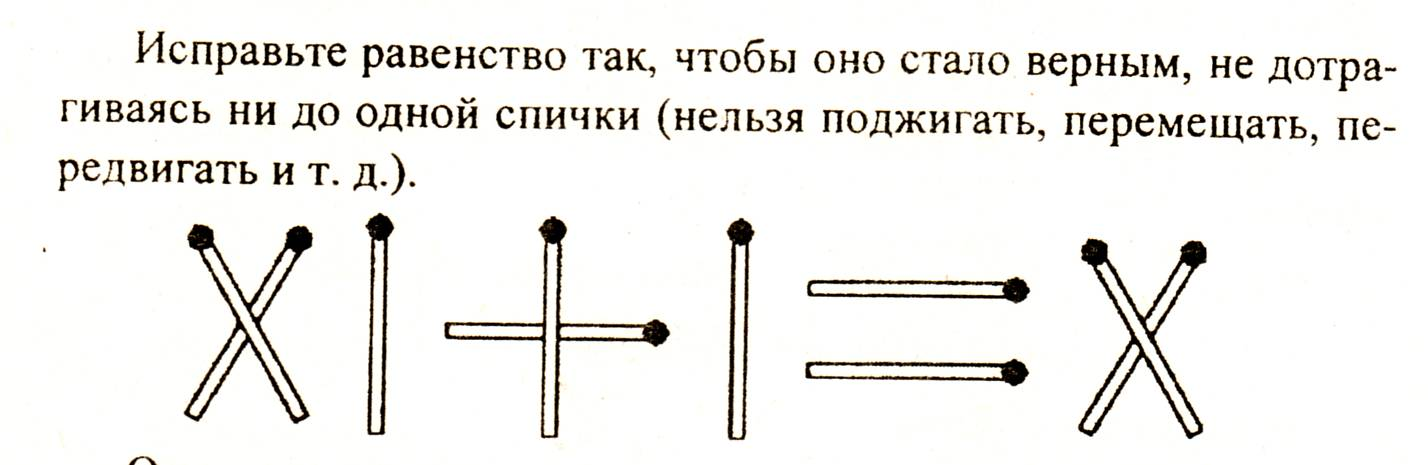 Исправьте равенство так, чтобы оно стало верным, не дотра-
гиваясь ни до одной спички (нельзя поджигать, перемещать, пе-
редвигать и т. д.).
XI + I = X